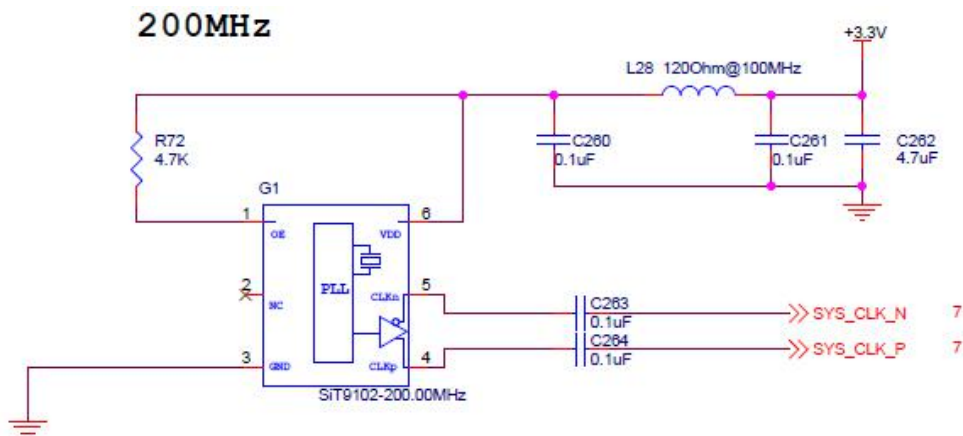 200MHz
+3.3V
L28 120Ohm@100MHz
R72
4.7K
C260
0.1uF
C261
0.1uF
C262
4.7uF
G1
1
6
OE
VDD
2
NC
PLL
CLKn
5
C263
0.1uF
SYS_CLK_N 7
C264
0.1uF
SYS_CLK_P 7
3
GND
CLKp
4
SiT9102-200.00MHz